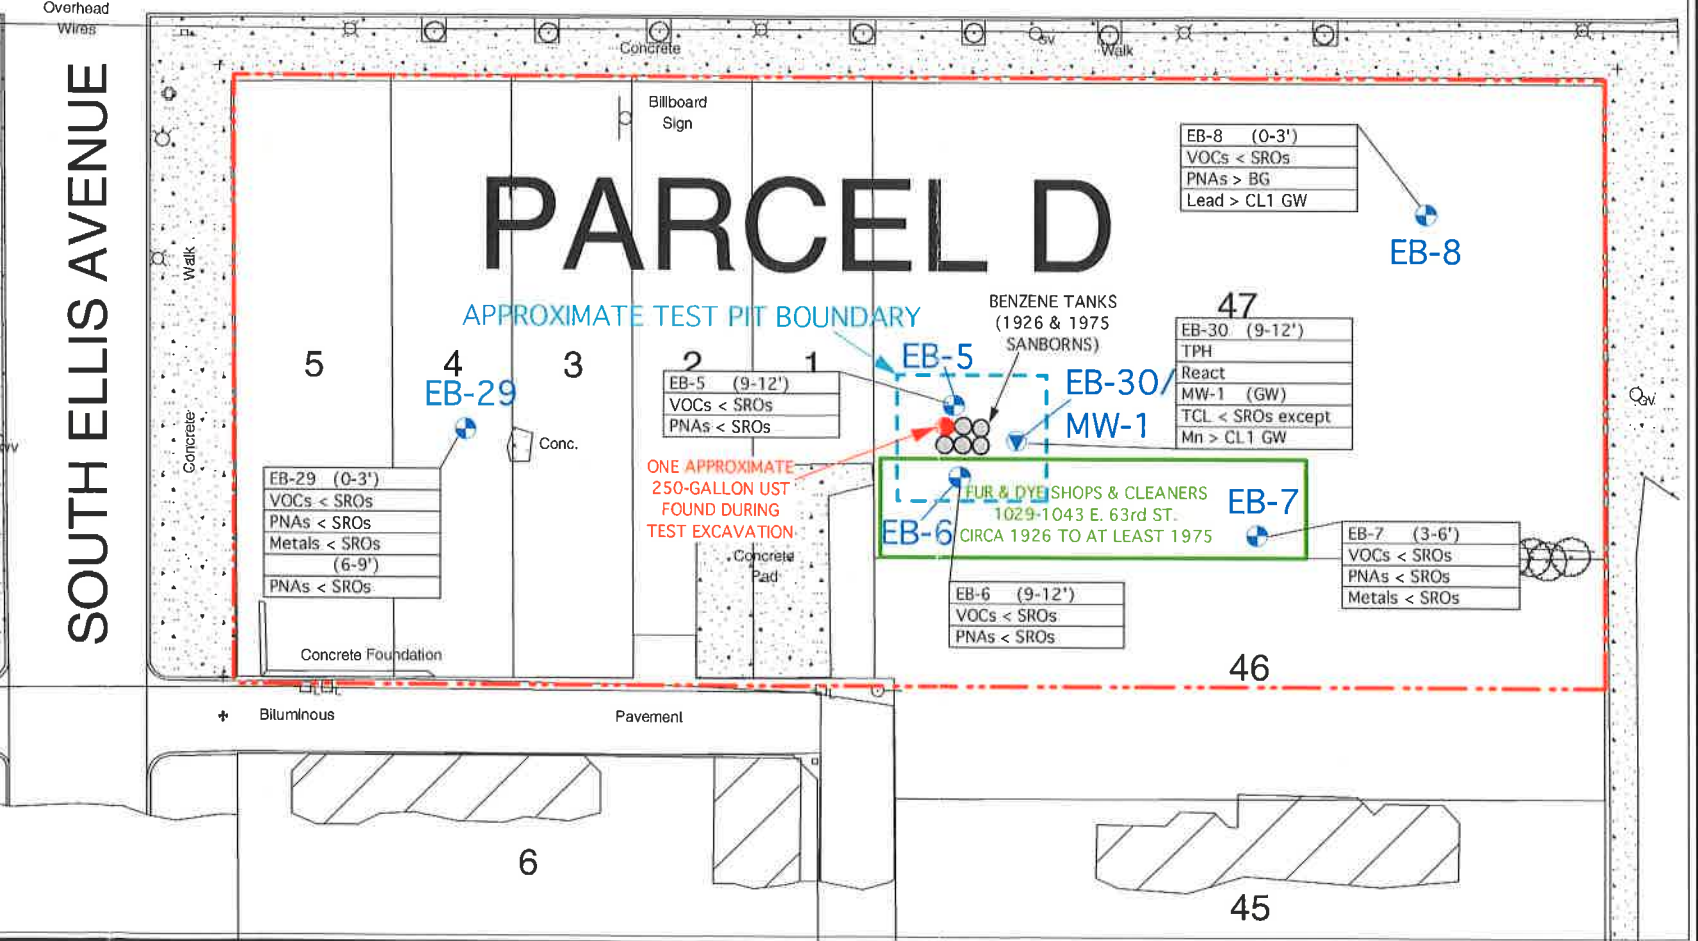 Overhead
Wires
SOUTH ELLIS AVENUE
Concrete
Walk
GV
Walk
Concrete
Billboard
Sign
PARCEL D
EB-8 (0-3')
VOCs < SROs
PNAs > BG
Lead > CL1 GW
EB-8
APPROXIMATE TEST PIT BOUNDARY
BENZENE TANKS
(1926 & 1975
SANBORNS)
47
EB-30 (9-12')
TPH
React
MW-1 (GW)
TCL < SROs except
Mn > CL1 GW
5
4
3
2
1
EB-29
EB-5
EB-30/
MW-1
EB-5 (9-12')
VOCs < SROs
PNAs < SROs
Conc.
GV
ONE APPROXIMATE
250-GALLON UST
FOUND DURING
TEST EXCAVATION
EB-29 (0-3')
VOCs < SROs
PNAs < SROs
Metals < SROs
(6-9')
PNAs < SROs
FUR & DYE SHOPS & CLEANERS
1029-1043 E. 63rd ST.
CIRCA 1926 TO AT LEAST 1975
EB-6
EB-7
EB-7 (3-6')
VOCs < SROs
PNAs < SROs
Metals < SROs
Concrete
Pad
EB-6 (9-12')
VOCs < SROs
PNAs < SROs
Concrete Foundation
46
Bituminous
Pavement
6
45